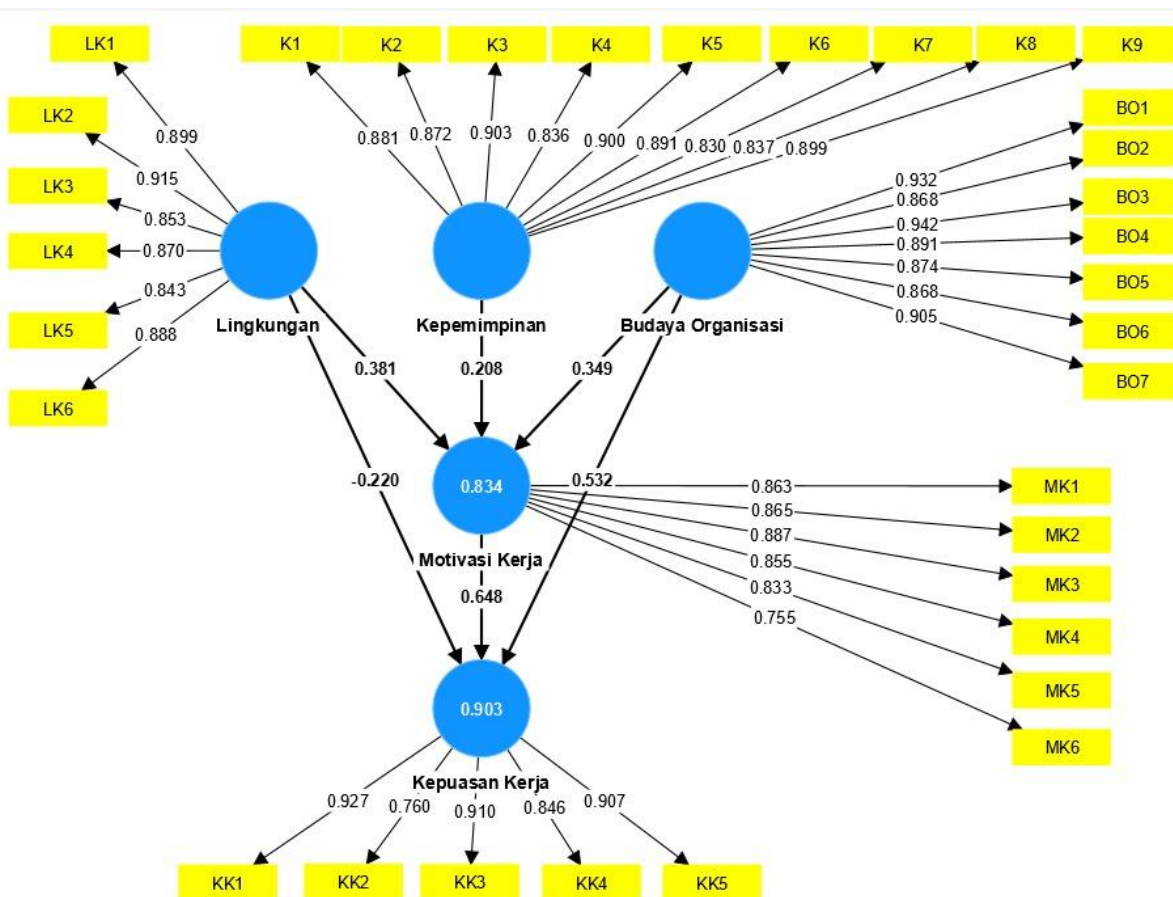 LK1
K1
K2
K3
K4
K5
K6
K7
K8
K9
LK2
LK3
LK4
LK5
LK6
BO1
BO2
BO3
BO4
BO5
BO6
BO7
0.899
0.915
0.853
0.870
0.843
0.888
0.881
0.872
0.903
0.836
0.900
0.891
0.830
0.837
0.899
0.932
0.868
0.942
0.891
0.874
0.868
0.905
Lingkungan
Kepemimpinan
Budaya Organisasi
0.381
0.208
0.349
-0.220
0.532
0.834
Motivasi Kerja
0.648
0.863
0.865
0.887
0.855
0.833
0.755
MK1
MK2
MK3
MK4
MK5
MK6
0.903
Kepuasan Kerja
0.927
0.760
0.910
0.846
0.907
KK1
KK2
KK3
KK4
KK5